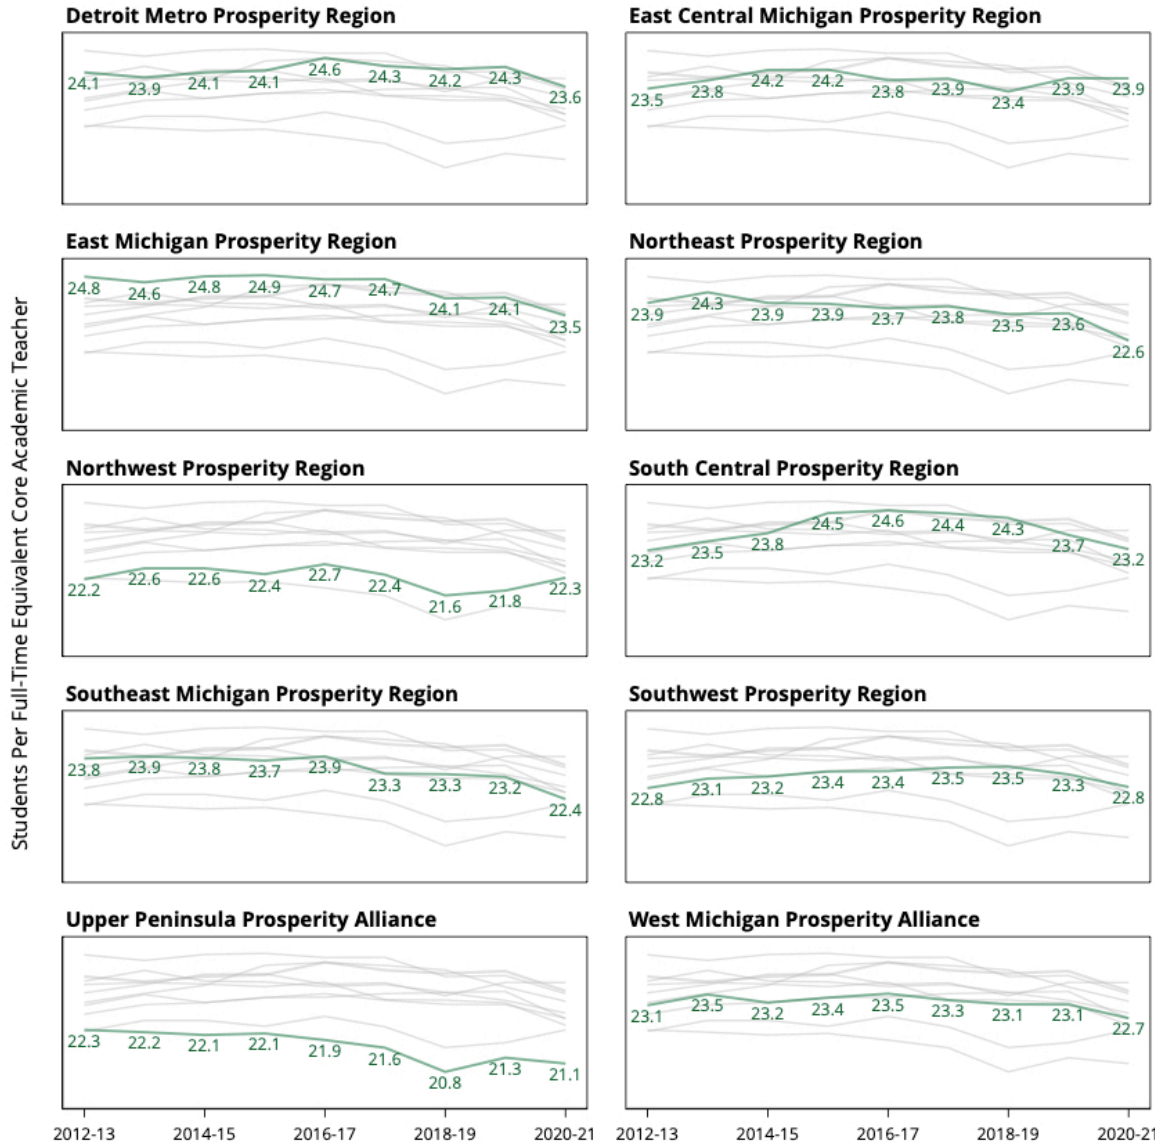 Detroit Metro Prosperity Region
24.1 23.9 24.1 24.1 24.6 24.3 24.2 24.3 23.6
East Central Michigan Prosperity Region
23.5 23.8 24.2 24.2 23.8 23.9 23.4 23.9 23.9
East Michigan Prosperity Region
24.8 24.6 24.8 24.9 24.7 24.7 24.1 24.1 23.5
Northeast Prosperity Region
23.9 24.3 23.9 23.9 23.7 23.8 23.5 23.6 22.6
Students Per Full-Time Equivalent Core Academic Teacher
Northwest Prosperity Region
22.2 22.6 22.6 22.4 22.7 22.4 21.6 21.8 22.3
South Central Prosperity Region
23.2 23.5 23.8 24.5 24.6 24.4 24.3 23.7 23.2
Southeast Michigan Prosperity Region
23.8 23.9 23.8 23.7 23.9 23.3 23.3 23.2 22.4
Southwest Prosperity Region
22.8 23.1 23.2 23.4 23.4 23.5 23.5 23.3 22.8
Upper Peninsula Prosperity Alliance
22.3 22.2 22.1 22.1 21.9 21.6 20.8 21.3 21.1
West Michigan Prosperity Alliance
23.1 23.5 23.2 23.4 23.5 23.3 23.1 23.1 22.7
2012-13 2014-15 2016-17 2018-19 2020-21
2012-13 2014-15 2016-17 2018-19 2020-21